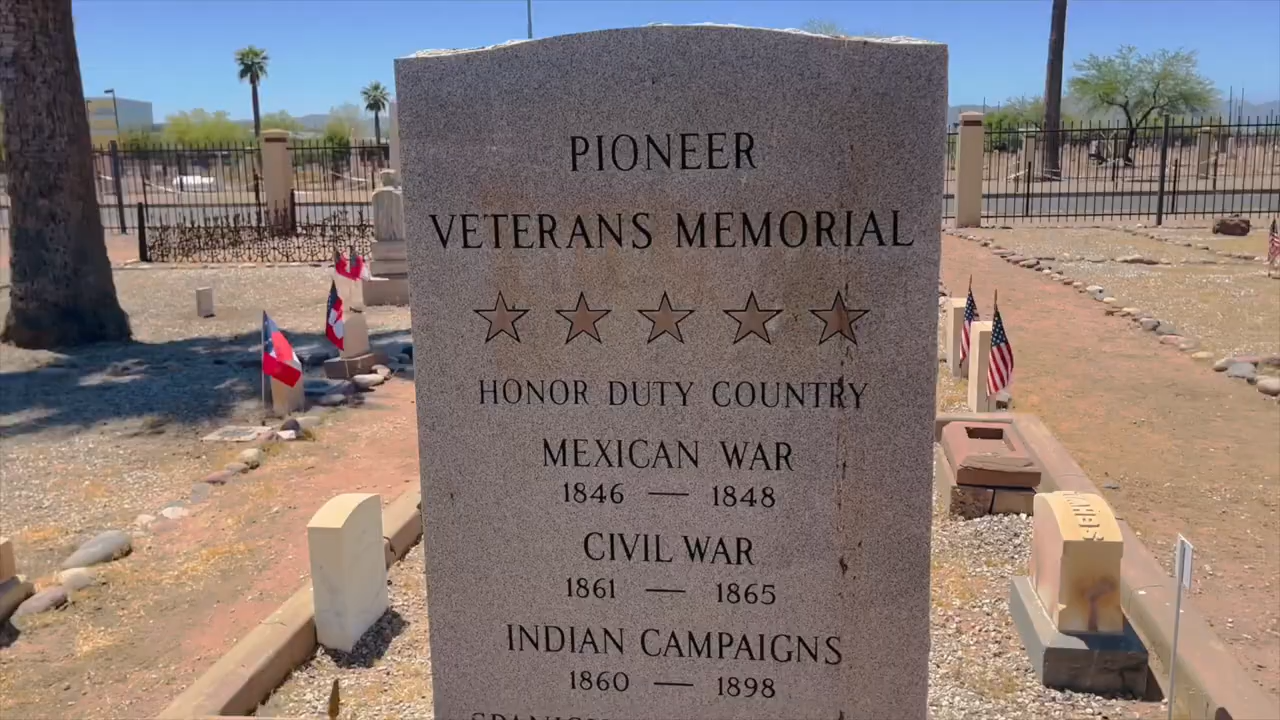 PIONEER
VETERANS MEMORIAL
HONOR DUTY COUNTRY
MEXICAN WAR
1846 — 1848
CIVIL WAR
1861 — 1865
INDIAN CAMPAIGNS
1860 — 1898